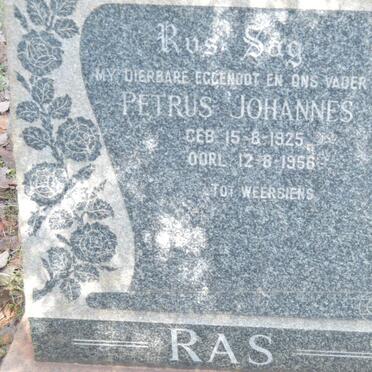 Rus Sag
MY DIERBARE EGGENOOT EN ONS VADER
PETRUS JOHANNES
GEB. 15-8-1925
OORL. 12-8-1956
TOT WEERSIENS
RAS